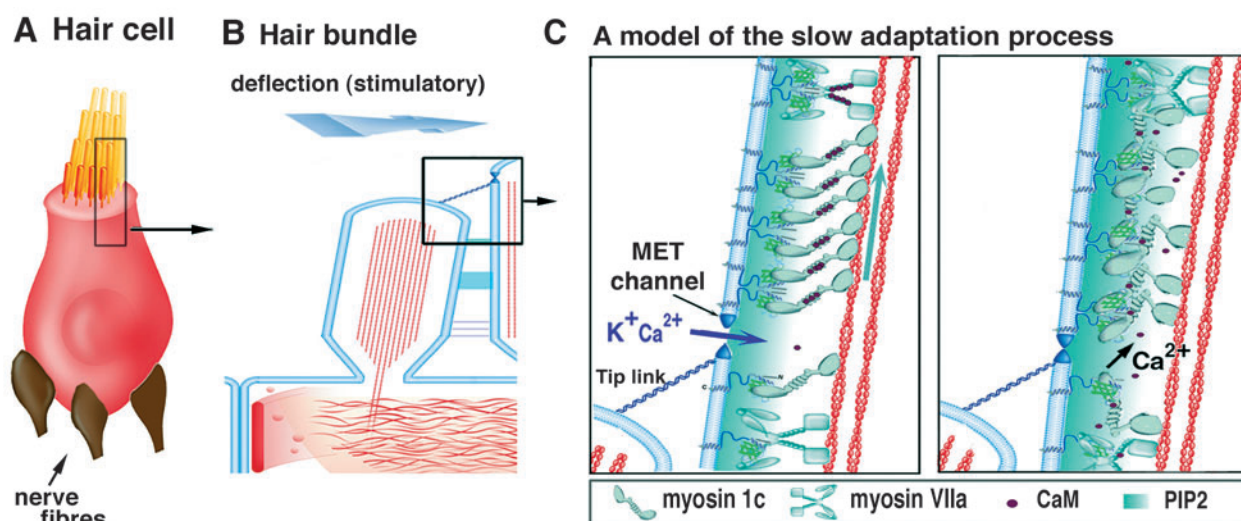 A Hair cell
nerve
fibres
B Hair bundle
deflection (stimulatory)
C A model of the slow adaptation process
MET
channel
K+Ca2+
Tip link
N
C
Ca2+
myosin 1c
myosin VIIa
CaM
PIP2